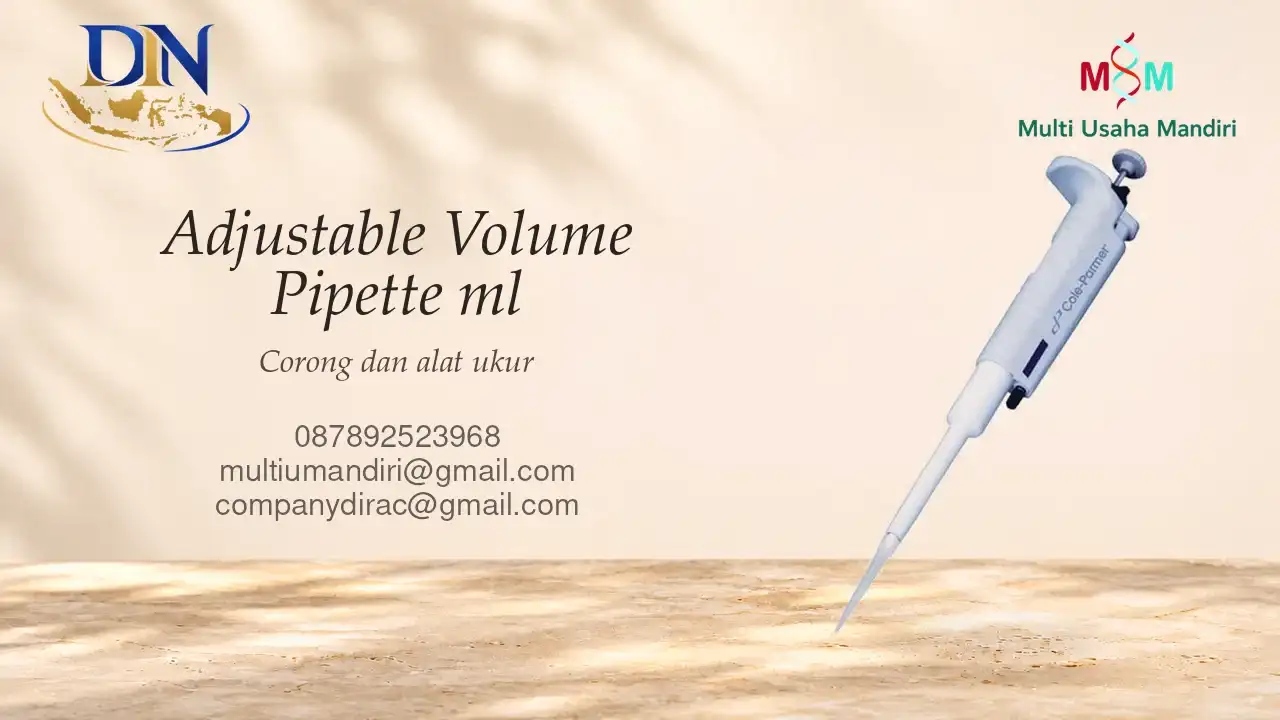 DN
MSM
Multi Usaha Mandiri
Adjustable Volume
Pipette ml
Corong dan alat ukur
087892523968
multiumandiri@gmail.com
companydirac@gmail.com
Cole-Parmer